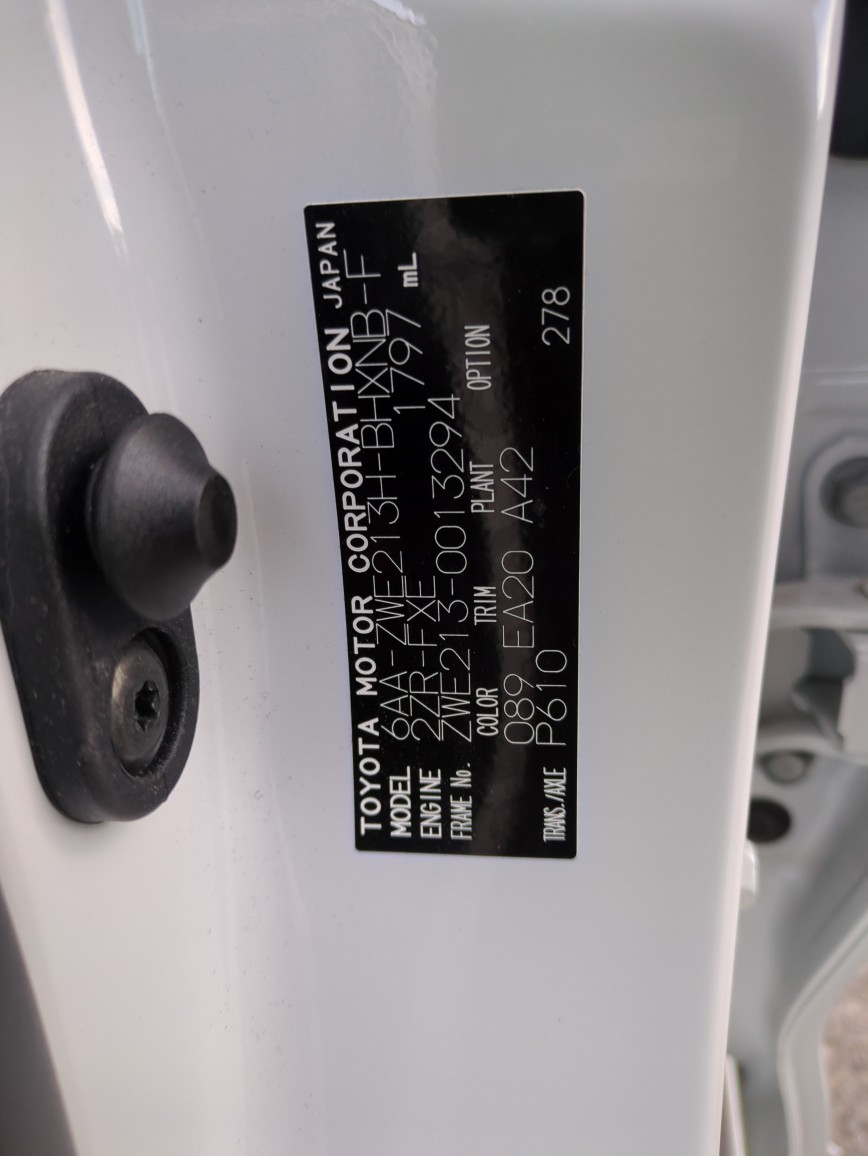 TOYOTA MOTOR CORPORATION JAPAN
MODEL 6AA-ZWE213H-BHXNB-F
ENGINE 2ZR-FXE 1797 mL
FRAME No. ZWE213-0013294
COLOR TRIM PLANT OPTION
089 EA20 A42
TRANS./AXLE P610 278